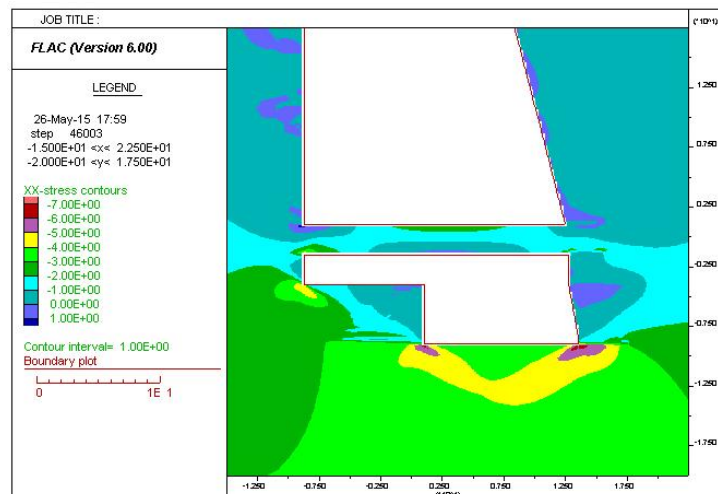 JOB TITLE :
FLAC (Version 6.00)
LEGEND
26-May-15 17:59
step 46003
-1.500E+01 <x< 2.250E+01
-2.000E+01 <y< 1.750E+01
XX-stress contours
-7.00E+00
-6.00E+00
-5.00E+00
-4.00E+00
-3.00E+00
-2.00E+00
-1.00E+00
0.00E+00
1.00E+00
Contour interval= 1.00E+00
Boundary plot
0 1E 1
(*10^1)
1.250
0.750
0.250
-0.250
-0.750
-1.250
-1.750
-1.250 -0.750 -0.250 0.250 0.750 1.250 1.750